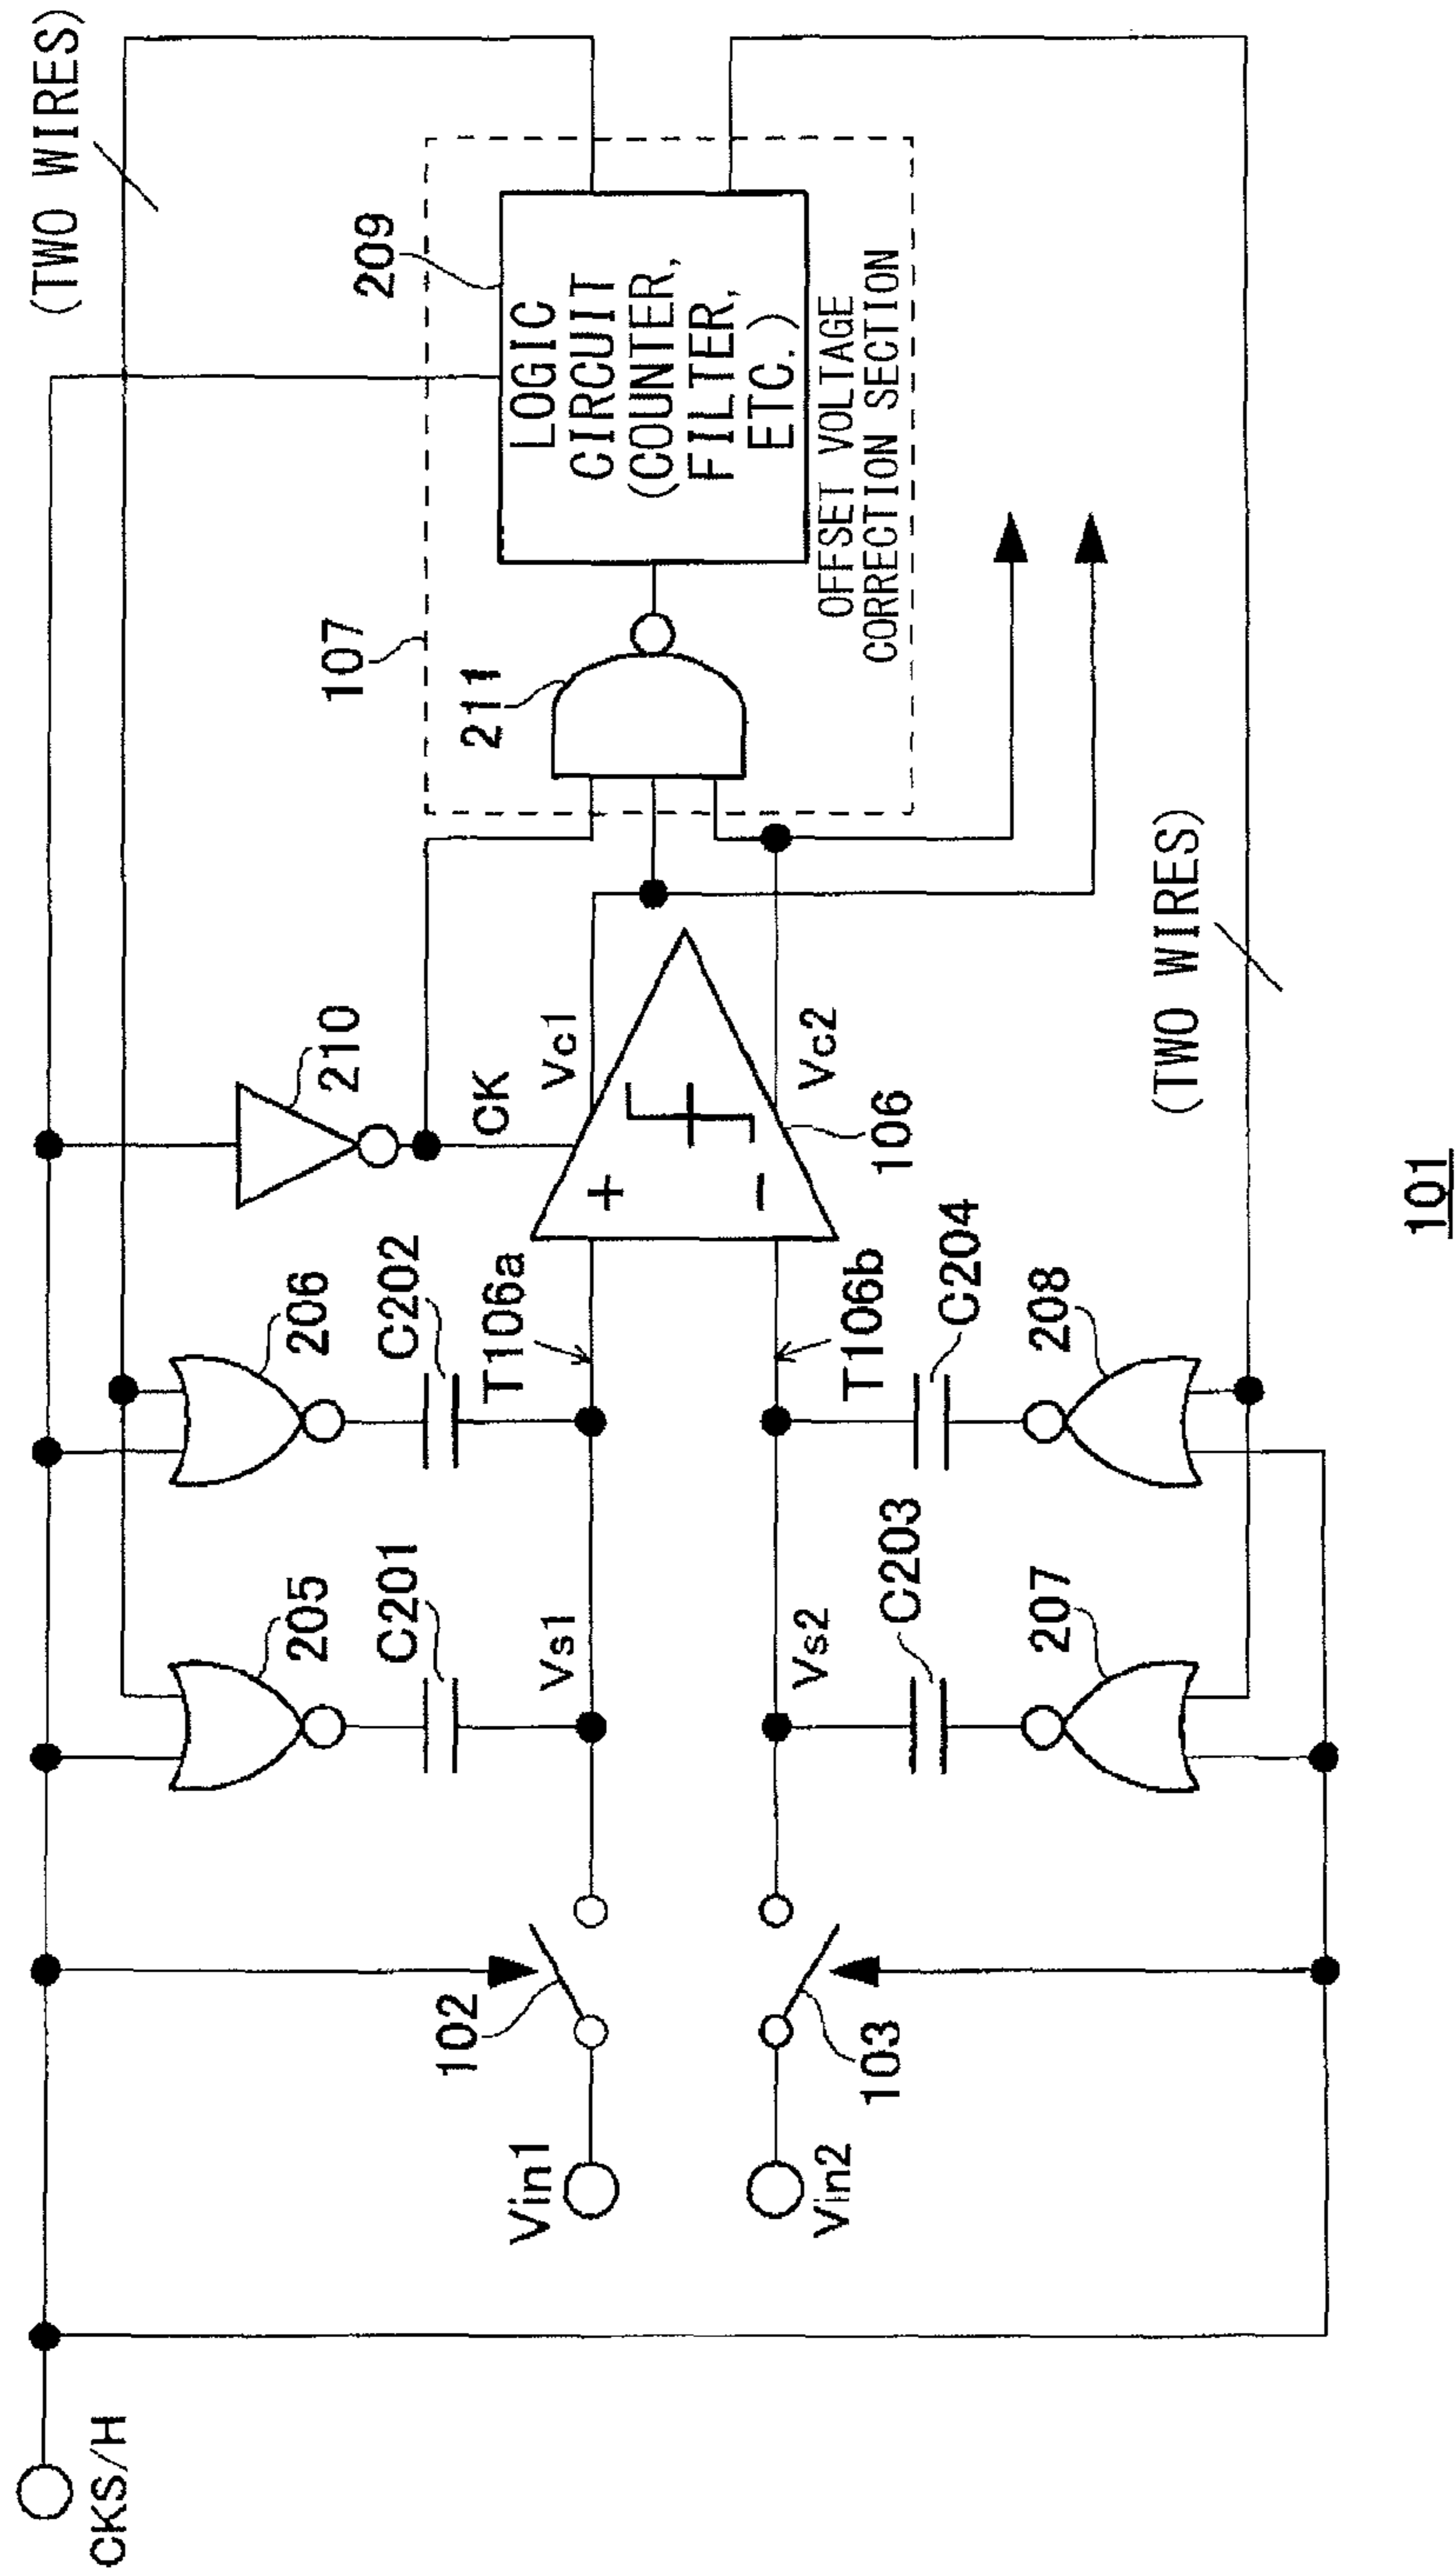 CKS/H
(TWO WIRES)
210
205
206
C201
C202
107
209
CK
211
Vin1
102
Vs1
T106a
Vc1
+
−
LOGIC
CIRCUIT
(COUNTER,
FILTER,
ETC.)
OFFSET VOLTAGE
CORRECTION SECTION
Vin2
103
Vs2
T106b
Vc2
106
C203
C204
207
208
(TWO WIRES)
101